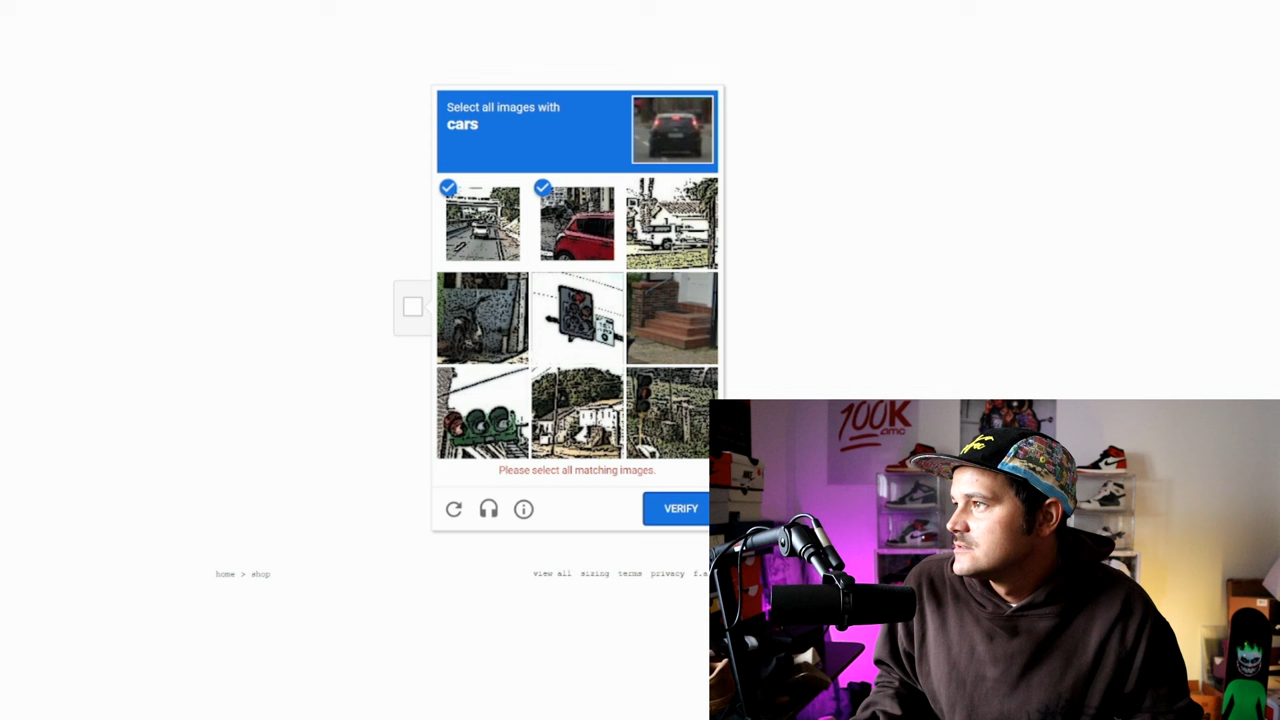 Select all images with
cars
Please select all matching images.
VERIFY
home > shop
view all sizing terms privacy
100K